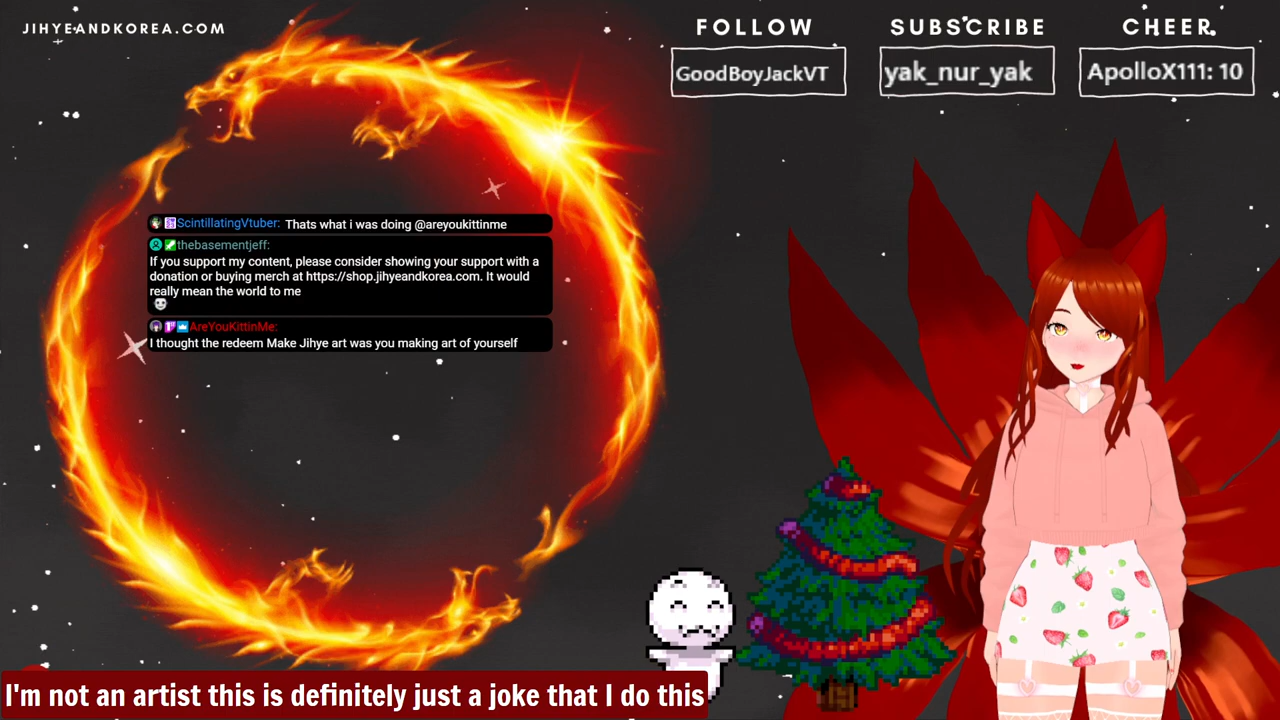 JIHYEANDKOREA.COM
FOLLOW
SUBSCRIBE
CHEER
GoodBoyJackVT
yak_nur_yak
ApolloX111: 10
ScintillatingVtuber: Thats what i was doing @areyoukittinme
thebasementjeff:
If you support my content, please consider showing your support with a
donation or buying merch at https://shop.jihyeandkorea.com. It would
really mean the world to me
AreYouKittinMe:
I thought the redeem Make Jihye art was you making art of yourself
I'm not an artist this is definitely just a joke that I do this